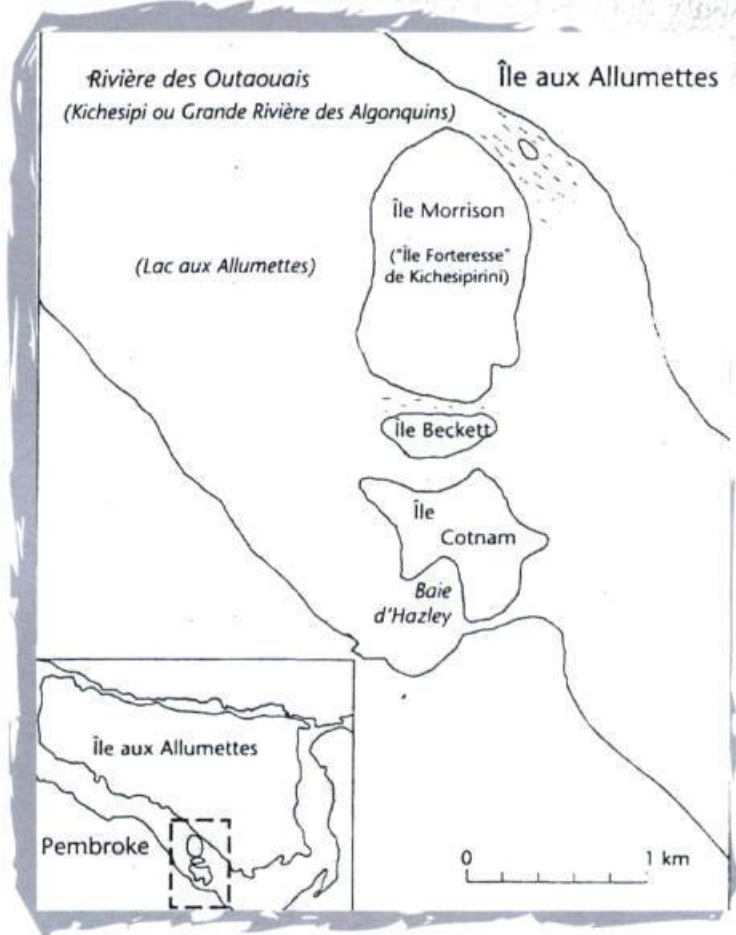 Rivière des Outaouais
(Kichesipi ou Grande Rivière des Algonquins)
Île aux Allumettes
Île Morrison
("Île Forteresse"
de Kichesipirini)
(Lac aux Allumettes)
Île Beckett
Île
Cotnam
Baie
d'Hazley
Île aux Allumettes
Pembroke
0 1 km